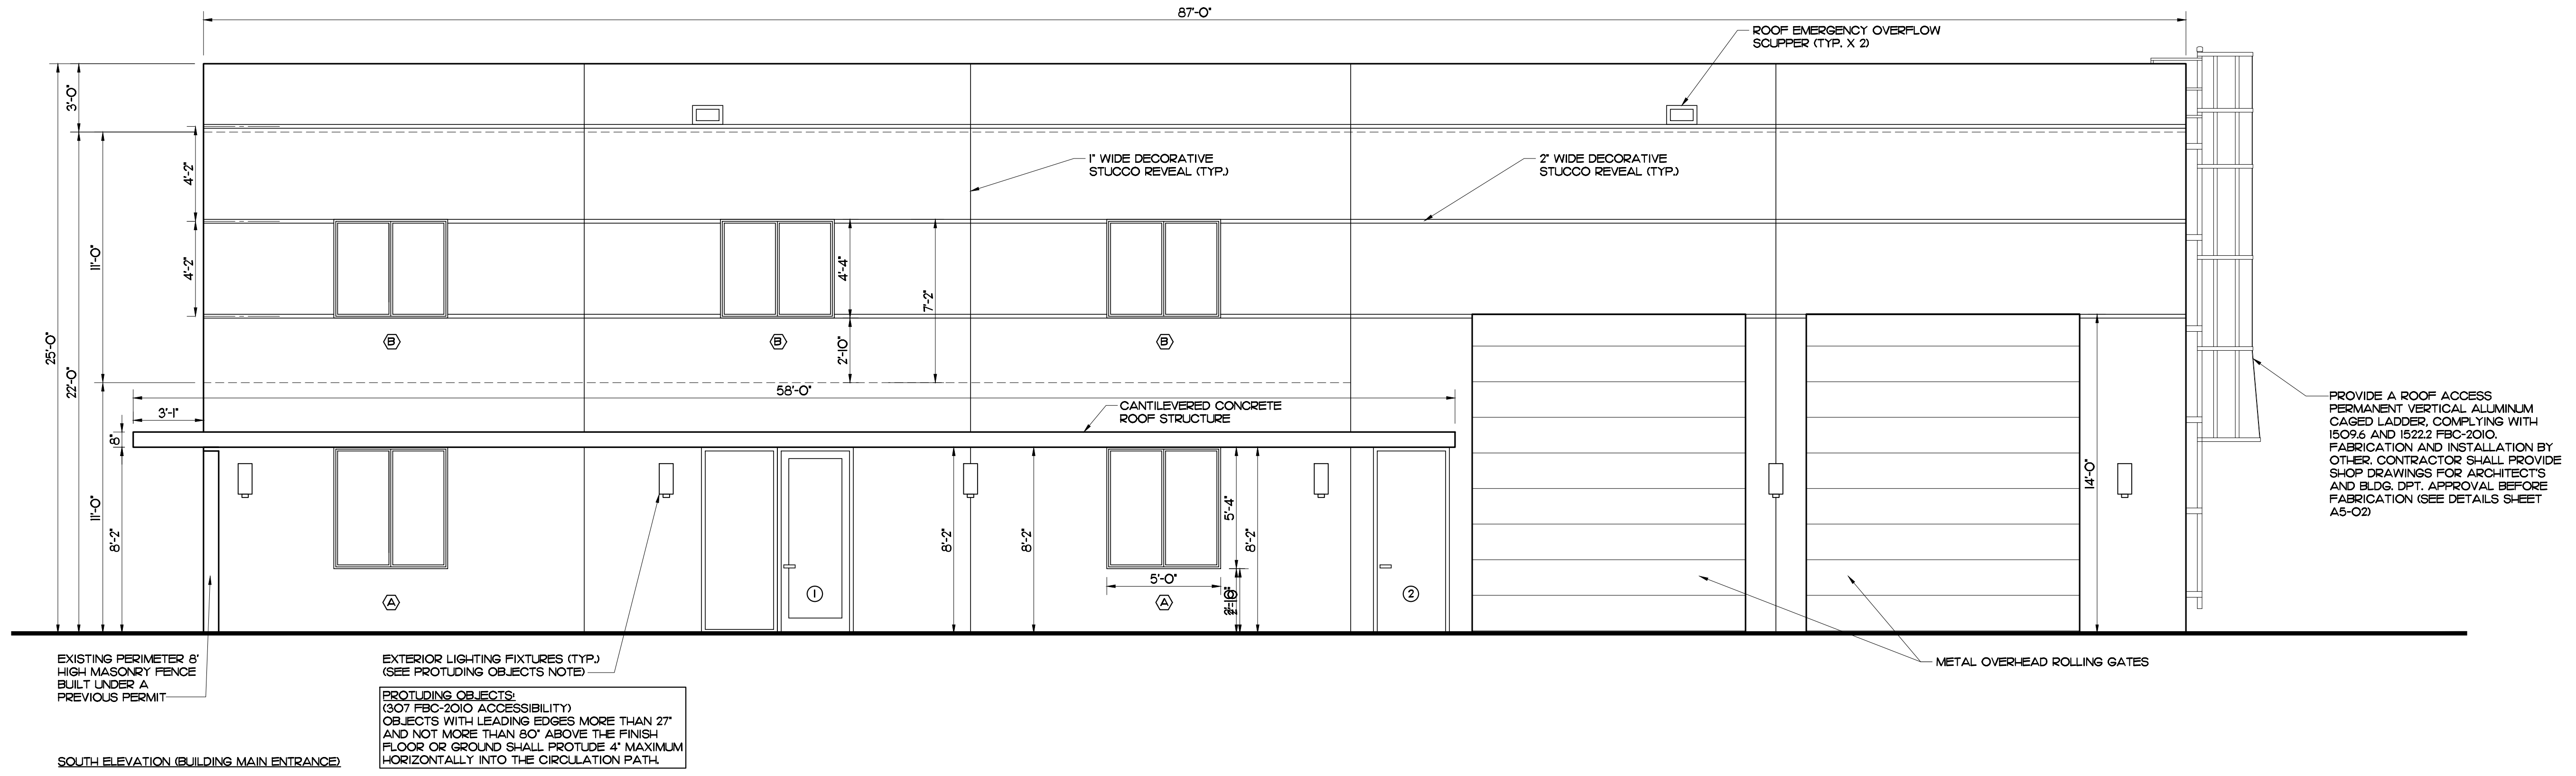 87'-0"
ROOF EMERGENCY OVERFLOW
SCUPPER (TYP. X 2)
3'-0"
4'-2"
1" WIDE DECORATIVE
STUCCO REVEAL (TYP.)
2" WIDE DECORATIVE
STUCCO REVEAL (TYP.)
11'-0"
4'-2"
4'-4"
7'-2"
25'-0"
22'-0"
B
B
B
2'-10"
58'-0"
3'-1"
CANTILEVERED CONCRETE
ROOF STRUCTURE
8"
PROVIDE A ROOF ACCESS
PERMANENT VERTICAL ALUMINUM
CAGED LADDER, COMPLYING WITH
1509.6 AND 1522.2 FBC-2010.
FABRICATION AND INSTALLATION BY
OTHER. CONTRACTOR SHALL PROVIDE
SHOP DRAWINGS FOR ARCHITECT'S
AND BLDG. DPT. APPROVAL BEFORE
FABRICATION (SEE DETAILS SHEET
A5-02)
11'-0"
8'-2"
8'-2"
8'-2"
5'-4"
8'-2"
14'-0"
5'-0"
A
1
A
2
EXISTING PERIMETER 8'
HIGH MASONRY FENCE
BUILT UNDER A
PREVIOUS PERMIT
EXTERIOR LIGHTING FIXTURES (TYP.)
(SEE PROTUDING OBJECTS NOTE)
METAL OVERHEAD ROLLING GATES
PROTUDING OBJECTS:
(307 FBC-2010 ACCESSIBILITY)
OBJECTS WITH LEADING EDGES MORE THAN 27"
AND NOT MORE THAN 80" ABOVE THE FINISH
FLOOR OR GROUND SHALL PROTUDE 4" MAXIMUM
HORIZONTALLY INTO THE CIRCULATION PATH.
SOUTH ELEVATION (BUILDING MAIN ENTRANCE)